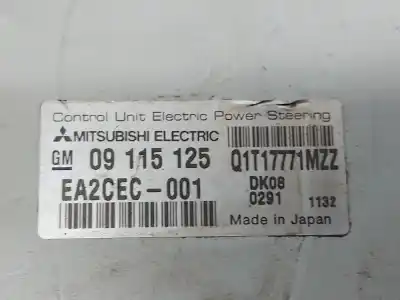 Control Unit Electric Power Steering
MITSUBISHI ELECTRIC
GM 09 115 125 Q1T17771MZZ
EA2CEC-001 DK08
0291 1132
Made in Japan